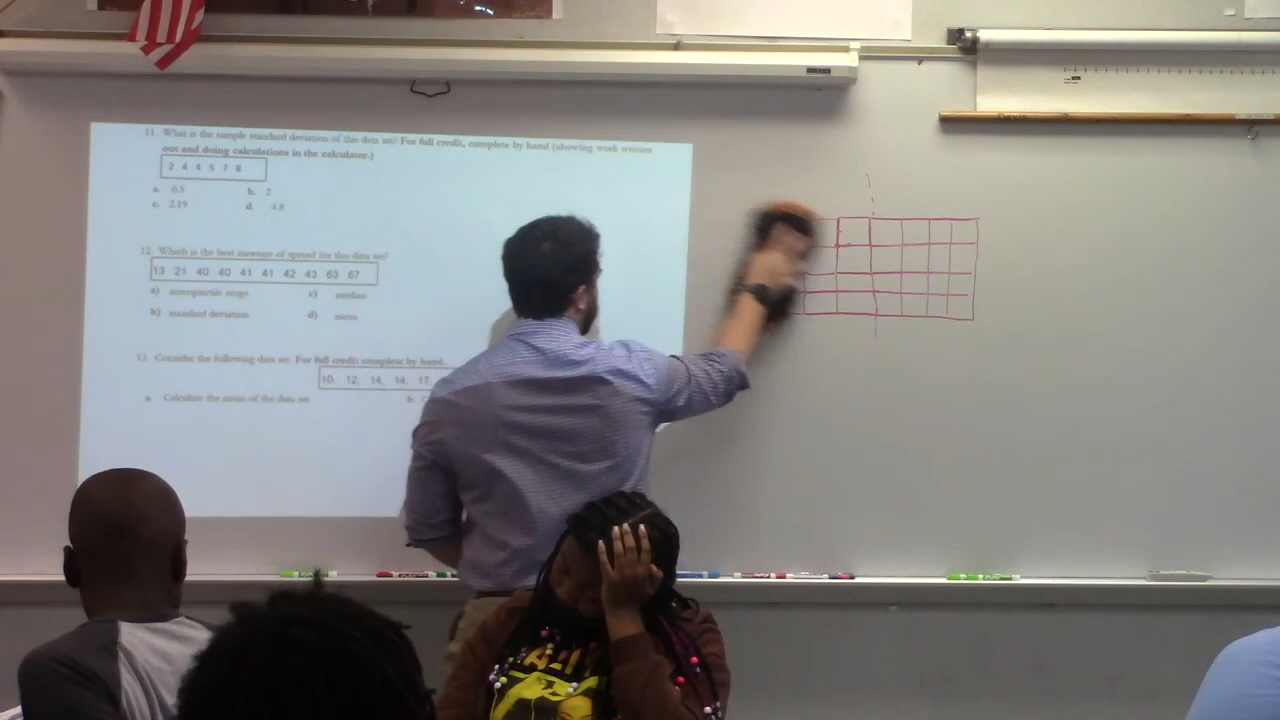 11. What is the sample standard deviation of this data set? For full credit, complete by hand (showing work written
out and doing calculations in the calculator.)
2 4 4 5 7 8
a. 0.5 b. 2
c. 2.19 d. 4.8
12. Which is the best measure of spread for this data set?
13 21 40 40 41 41 42 43 63 67
a) interquartile range c) median
b) standard deviation d) mean
13. Consider the following data set. For full credit complete by hand.
10, 12, 14, 14, 17,
a. Calculate the mean of the data set b.